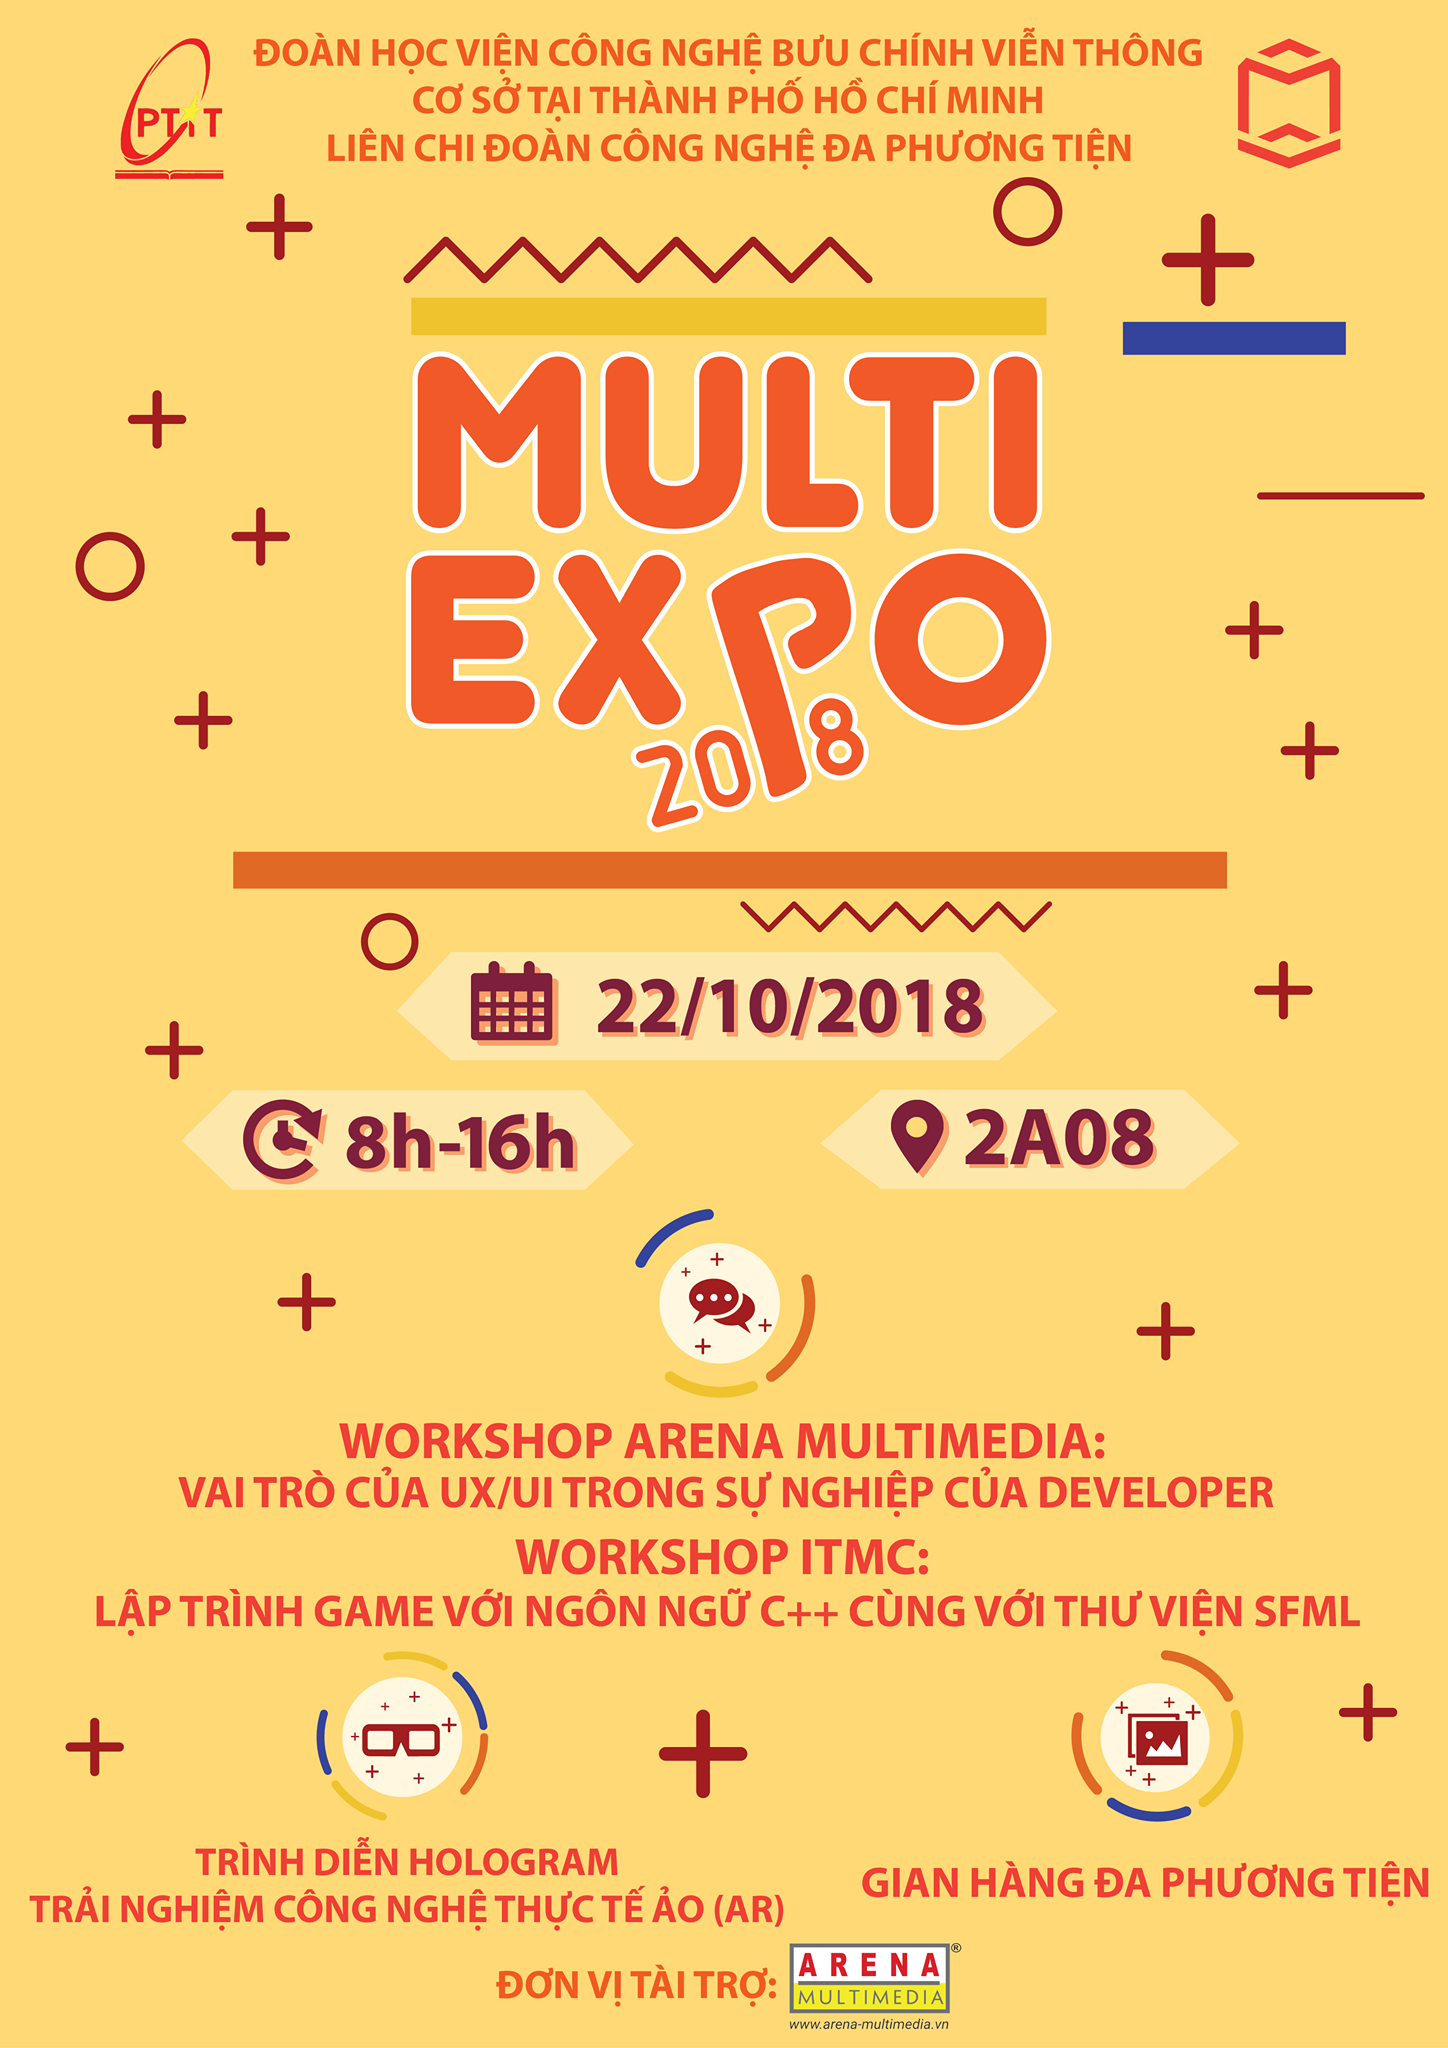 ĐOÀN HỌC VIỆN CÔNG NGHỆ BƯU CHÍNH VIỄN THÔNG
CƠ SỞ TẠI THÀNH PHỐ HỒ CHÍ MINH
LIÊN CHI ĐOÀN CÔNG NGHỆ ĐA PHƯƠNG TIỆN
PTIT
MULTI
EXPO
2018
22/10/2018
8h-16h
2A08
WORKSHOP ARENA MULTIMEDIA:
VAI TRÒ CỦA UX/UI TRONG SỰ NGHIỆP CỦA DEVELOPER
WORKSHOP ITMC:
LẬP TRÌNH GAME VỚI NGÔN NGỮ C++ CÙNG VỚI THƯ VIỆN SFML
TRÌNH DIỄN HOLOGRAM
TRẢI NGHIỆM CÔNG NGHỆ THỰC TẾ ẢO (AR)
GIAN HÀNG ĐA PHƯƠNG TIỆN
ĐƠN VỊ TÀI TRỢ:
ARENA ®
MULTIMEDIA
www.arena-multimedia.vn